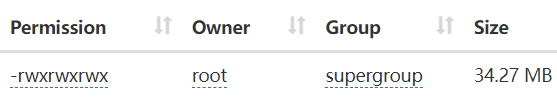 Permission Owner Group Size
-rwxrwxrwx root supergroup 34.27 MB